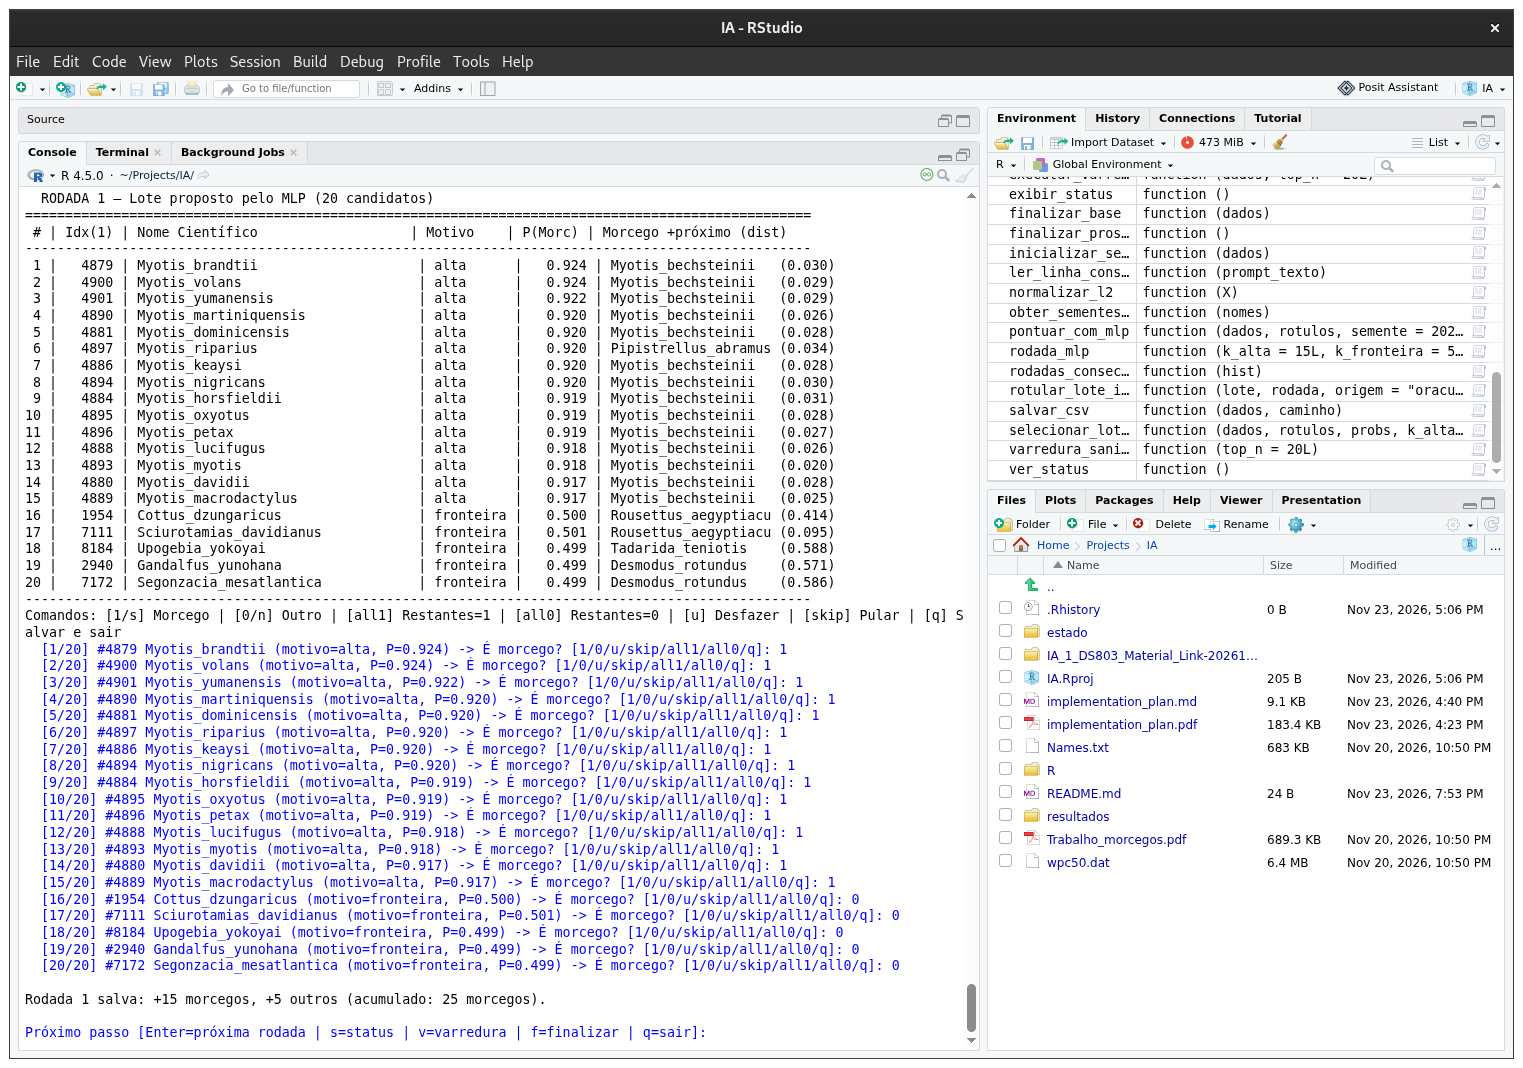 IA - RStudio
File Edit Code View Plots Session Build Debug Profile Tools Help
Go to file/function Addins Posit Assistant IA
Source
Console Terminal Background Jobs
R 4.5.0 · ~/Projects/IA/
RODADA 1 — Lote proposto pelo MLP (20 candidatos)
==================================================================================================
# | Idx(1) | Nome Científico | Motivo | P(Morc) | Morcego +próximo (dist)
--------------------------------------------------------------------------------------------------
1 | 4879 | Myotis_brandtii | alta | 0.924 | Myotis_bechsteinii (0.030)
2 | 4900 | Myotis_volans | alta | 0.924 | Myotis_bechsteinii (0.029)
3 | 4901 | Myotis_yumanensis | alta | 0.922 | Myotis_bechsteinii (0.029)
4 | 4890 | Myotis_martiniquensis | alta | 0.920 | Myotis_bechsteinii (0.026)
5 | 4881 | Myotis_dominicensis | alta | 0.920 | Myotis_bechsteinii (0.028)
6 | 4897 | Myotis_riparius | alta | 0.920 | Pipistrellus_abramus (0.034)
7 | 4886 | Myotis_keaysi | alta | 0.920 | Myotis_bechsteinii (0.028)
8 | 4894 | Myotis_nigricans | alta | 0.920 | Myotis_bechsteinii (0.030)
9 | 4884 | Myotis_horsfieldii | alta | 0.919 | Myotis_bechsteinii (0.031)
10 | 4895 | Myotis_oxyotus | alta | 0.919 | Myotis_bechsteinii (0.028)
11 | 4896 | Myotis_petax | alta | 0.919 | Myotis_bechsteinii (0.027)
12 | 4888 | Myotis_lucifugus | alta | 0.918 | Myotis_bechsteinii (0.026)
13 | 4893 | Myotis_myotis | alta | 0.918 | Myotis_bechsteinii (0.020)
14 | 4880 | Myotis_davidii | alta | 0.917 | Myotis_bechsteinii (0.028)
15 | 4889 | Myotis_macrodactylus | alta | 0.917 | Myotis_bechsteinii (0.025)
16 | 1954 | Cottus_dzungaricus | fronteira | 0.500 | Rousettus_aegyptiacu (0.414)
17 | 7111 | Sciurotamias_davidianus | fronteira | 0.501 | Rousettus_aegyptiacu (0.095)
18 | 8184 | Upogebia_yokoyai | fronteira | 0.499 | Tadarida_teniotis (0.588)
19 | 2940 | Gandalfus_yunohana | fronteira | 0.499 | Desmodus_rotundus (0.571)
20 | 7172 | Segonzacia_mesatlantica | fronteira | 0.499 | Desmodus_rotundus (0.586)
--------------------------------------------------------------------------------------------------
Comandos: [1/s] Morcego | [0/n] Outro | [all1] Restantes=1 | [all0] Restantes=0 | [u] Desfazer | [skip] Pular | [q] S
alvar e sair
[1/20] #4879 Myotis_brandtii (motivo=alta, P=0.924) -> É morcego? [1/0/u/skip/all1/all0/q]: 1
[2/20] #4900 Myotis_volans (motivo=alta, P=0.924) -> É morcego? [1/0/u/skip/all1/all0/q]: 1
[3/20] #4901 Myotis_yumanensis (motivo=alta, P=0.922) -> É morcego? [1/0/u/skip/all1/all0/q]: 1
[4/20] #4890 Myotis_martiniquensis (motivo=alta, P=0.920) -> É morcego? [1/0/u/skip/all1/all0/q]: 1
[5/20] #4881 Myotis_dominicensis (motivo=alta, P=0.920) -> É morcego? [1/0/u/skip/all1/all0/q]: 1
[6/20] #4897 Myotis_riparius (motivo=alta, P=0.920) -> É morcego? [1/0/u/skip/all1/all0/q]: 1
[7/20] #4886 Myotis_keaysi (motivo=alta, P=0.920) -> É morcego? [1/0/u/skip/all1/all0/q]: 1
[8/20] #4894 Myotis_nigricans (motivo=alta, P=0.920) -> É morcego? [1/0/u/skip/all1/all0/q]: 1
[9/20] #4884 Myotis_horsfieldii (motivo=alta, P=0.919) -> É morcego? [1/0/u/skip/all1/all0/q]: 1
[10/20] #4895 Myotis_oxyotus (motivo=alta, P=0.919) -> É morcego? [1/0/u/skip/all1/all0/q]: 1
[11/20] #4896 Myotis_petax (motivo=alta, P=0.919) -> É morcego? [1/0/u/skip/all1/all0/q]: 1
[12/20] #4888 Myotis_lucifugus (motivo=alta, P=0.918) -> É morcego? [1/0/u/skip/all1/all0/q]: 1
[13/20] #4893 Myotis_myotis (motivo=alta, P=0.918) -> É morcego? [1/0/u/skip/all1/all0/q]: 1
[14/20] #4880 Myotis_davidii (motivo=alta, P=0.917) -> É morcego? [1/0/u/skip/all1/all0/q]: 1
[15/20] #4889 Myotis_macrodactylus (motivo=alta, P=0.917) -> É morcego? [1/0/u/skip/all1/all0/q]: 1
[16/20] #1954 Cottus_dzungaricus (motivo=fronteira, P=0.500) -> É morcego? [1/0/u/skip/all1/all0/q]: 0
[17/20] #7111 Sciurotamias_davidianus (motivo=fronteira, P=0.501) -> É morcego? [1/0/u/skip/all1/all0/q]: 0
[18/20] #8184 Upogebia_yokoyai (motivo=fronteira, P=0.499) -> É morcego? [1/0/u/skip/all1/all0/q]: 0
[19/20] #2940 Gandalfus_yunohana (motivo=fronteira, P=0.499) -> É morcego? [1/0/u/skip/all1/all0/q]: 0
[20/20] #7172 Segonzacia_mesatlantica (motivo=fronteira, P=0.499) -> É morcego? [1/0/u/skip/all1/all0/q]: 0
Rodada 1 salva: +15 morcegos, +5 outros (acumulado: 25 morcegos).
Próximo passo [Enter=próxima rodada | s=status | v=varredura | f=finalizar | q=sair]:
Environment History Connections Tutorial
Import Dataset 473 MiB List
R Global Environment
exibir_status function ()
finalizar_base function (dados)
finalizar_pros… function ()
inicializar_se… function (dados)
ler_linha_cons… function (prompt_texto)
normalizar_l2 function (X)
obter_sementes… function (nomes)
pontuar_com_mlp function (dados, rotulos, semente = 202…
rodada_mlp function (k_alta = 15L, k_fronteira = 5…
rodadas_consec… function (hist)
rotular_lote_i… function (lote, rodada, origem = "oracu…
salvar_csv function (dados, caminho)
selecionar_lot… function (dados, rotulos, probs, k_alta…
varredura_sani… function (top_n = 20L)
ver_status function ()
Files Plots Packages Help Viewer Presentation
Folder File Delete Rename
Home Projects IA ...
Name Size Modified
..
.Rhistory 0 B Nov 23, 2026, 5:06 PM
estado
IA_1_DS803_Material_Link-20261…
IA.Rproj 205 B Nov 23, 2026, 5:06 PM
implementation_plan.md 9.1 KB Nov 23, 2026, 4:40 PM
implementation_plan.pdf 183.4 KB Nov 23, 2026, 4:23 PM
Names.txt 683 KB Nov 20, 2026, 10:50 PM
R
README.md 24 B Nov 23, 2026, 7:53 PM
resultados
Trabalho_morcegos.pdf 689.3 KB Nov 20, 2026, 10:50 PM
wpc50.dat 6.4 MB Nov 20, 2026, 10:50 PM